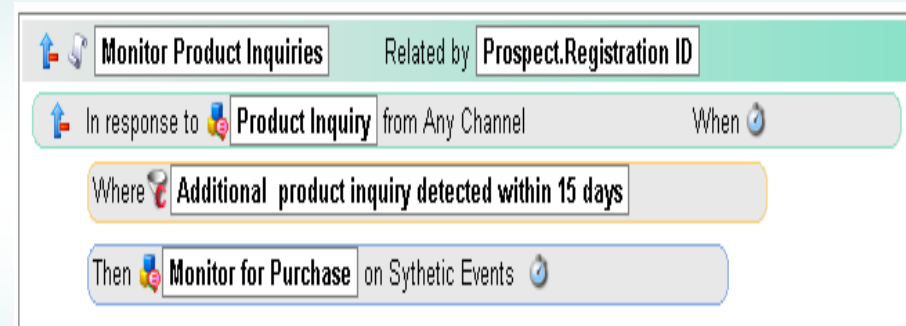 Monitor Product Inquiries Related by Prospect.Registration ID
In response to Product Inquiry from Any Channel When
Where Additional product inquiry detected within 15 days
Then Monitor for Purchase on Sythetic Events